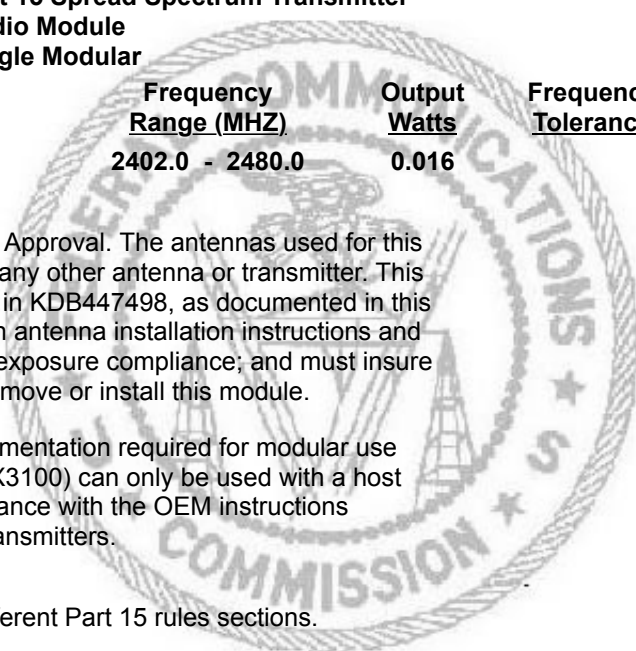 t 15 Spread Spectrum Transmitter
dio Module
gle Modular
Frequency Output Frequenc
Range (MHZ) Watts Toleranc
2402.0 - 2480.0 0.016
Approval. The antennas used for this
any other antenna or transmitter. This
in KDB447498, as documented in this
n antenna installation instructions and
exposure compliance; and must insure
move or install this module.
mentation required for modular use
X3100) can only be used with a host
ance with the OEM instructions
ansmitters.
erent Part 15 rules sections.
FEDERAL COMMUNICATIONS COMMISSION
U S